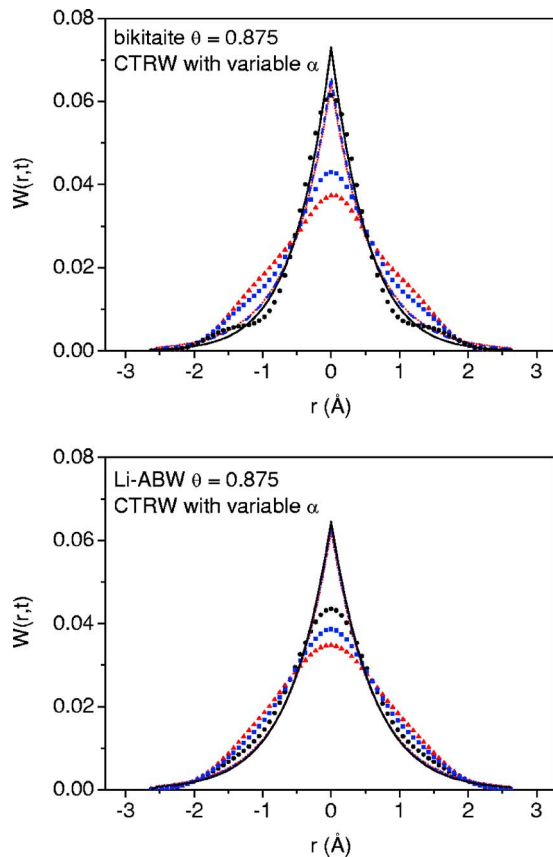 bikitaite θ = 0.875
CTRW with variable α
0.08
0.06
0.04
0.02
0.00
W(r,t)
-3 -2 -1 0 1 2 3
r (Å)
Li-ABW θ = 0.875
CTRW with variable α
0.08
0.06
0.04
0.02
0.00
W(r,t)
-3 -2 -1 0 1 2 3
r (Å)